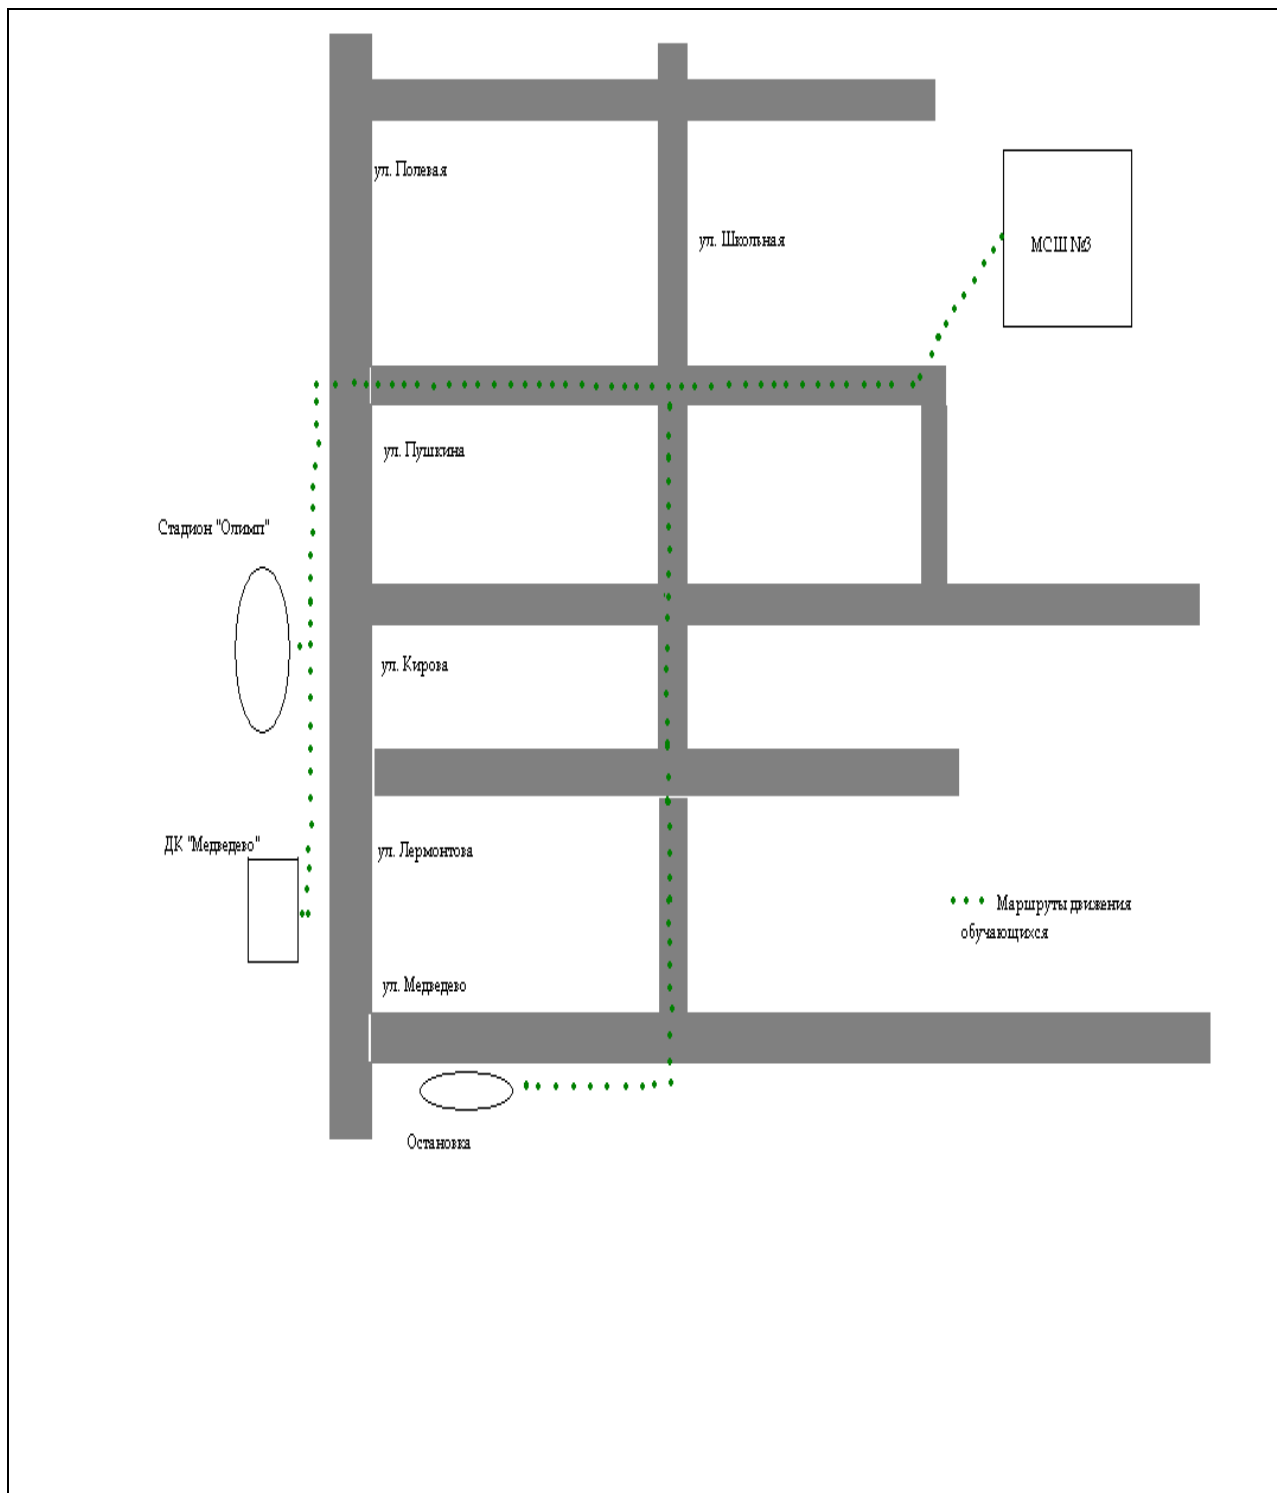 ул. Полевая
ул. Школьная
МСШ №3
ул. Пушкина
Стадион "Олимп"
ул. Кирова
ДК "Медведево"
ул. Лермонтова
Маршруты движения
обучающихся
ул. Медведево
Остановка